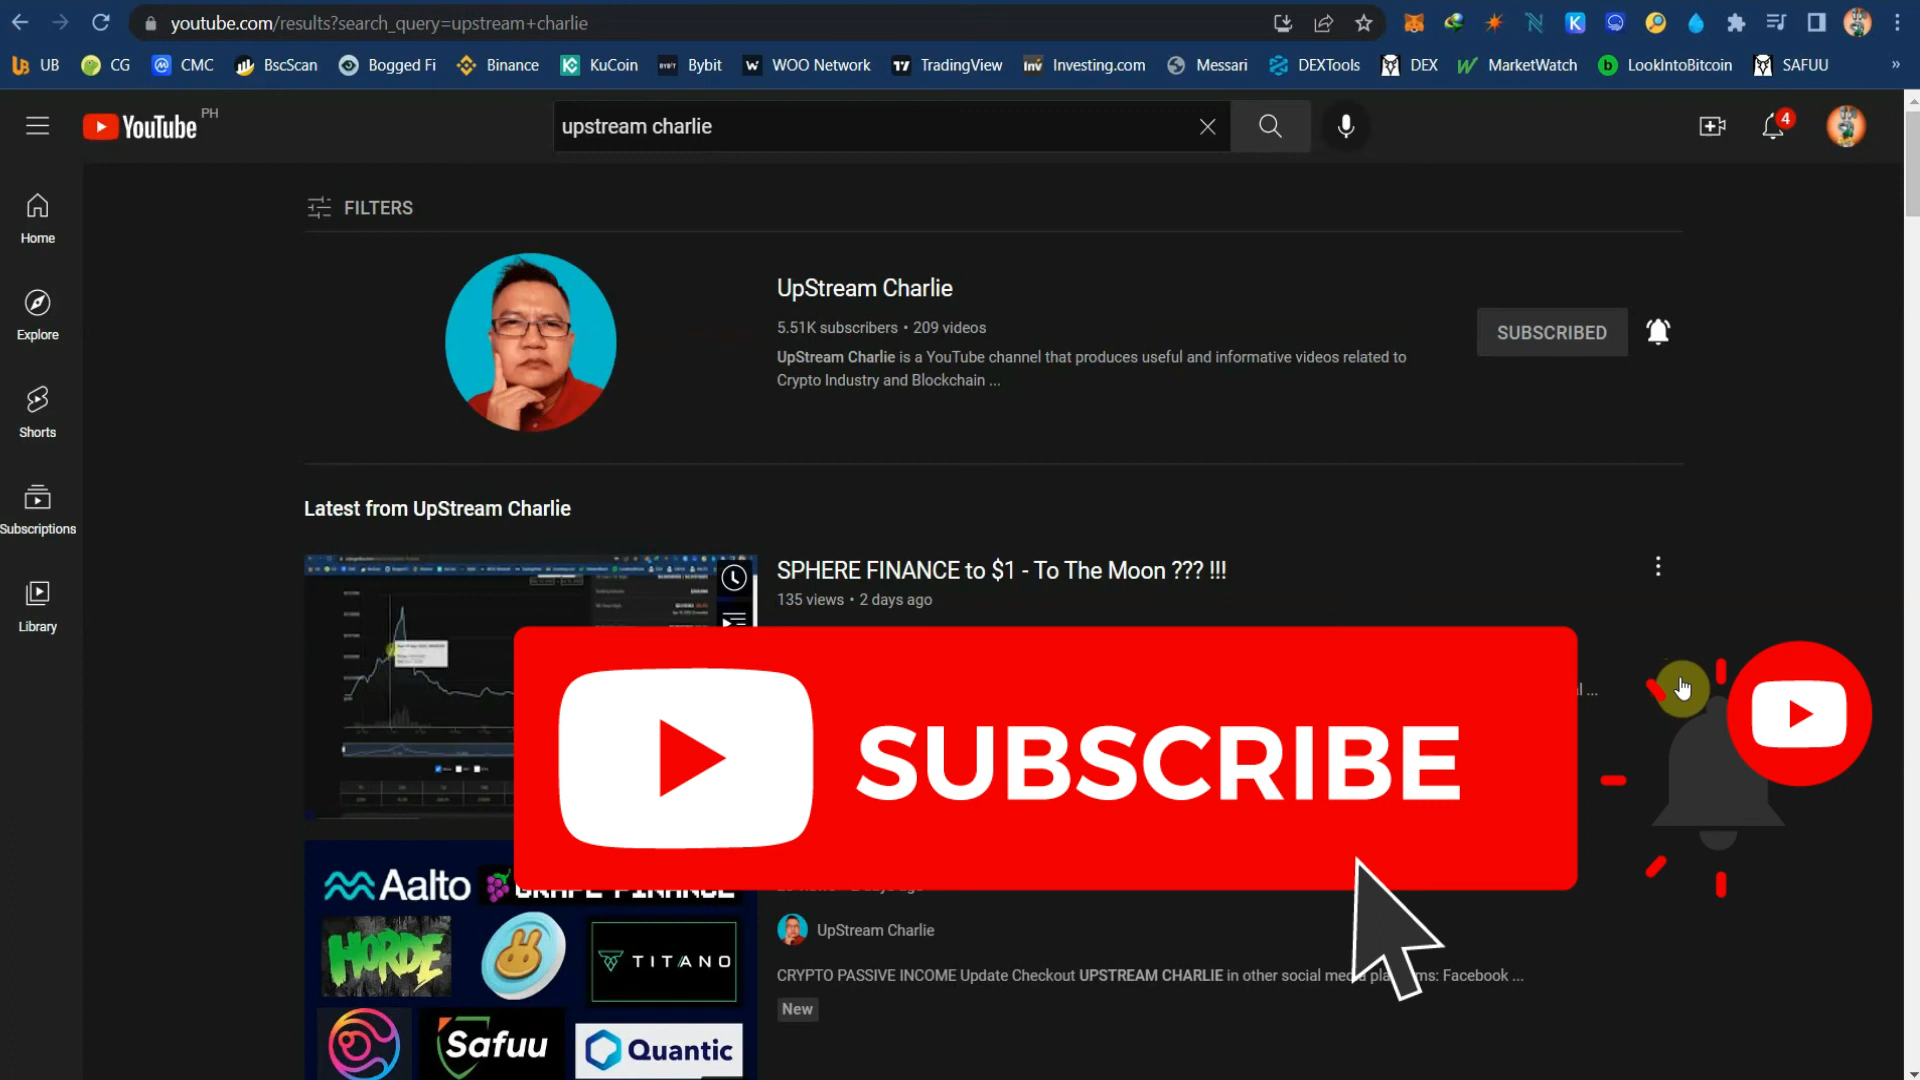 youtube.com/results?search_query=upstream+charlie
UB CG CMC BscScan Bogged Fi Binance KuCoin Bybit WOO Network TradingView Investing.com Messari DEXTools DEX MarketWatch LookIntoBitcoin SAFUU »
YouTube PH
upstream charlie
4
FILTERS
Home
Explore
Shorts
Subscriptions
Library
UpStream Charlie
5.51K subscribers • 209 videos
UpStream Charlie is a YouTube channel that produces useful and informative videos related to
Crypto Industry and Blockchain ...
SUBSCRIBED
Latest from UpStream Charlie
SPHERE FINANCE to $1 - To The Moon ??? !!!
135 views • 2 days ago
SUBSCRIBE
Aalto GRAPE FINANCE
HORDE
TITANO
Safuu
Quantic
UpStream Charlie
CRYPTO PASSIVE INCOME Update Checkout UPSTREAM CHARLIE in other social Facebook ...
New